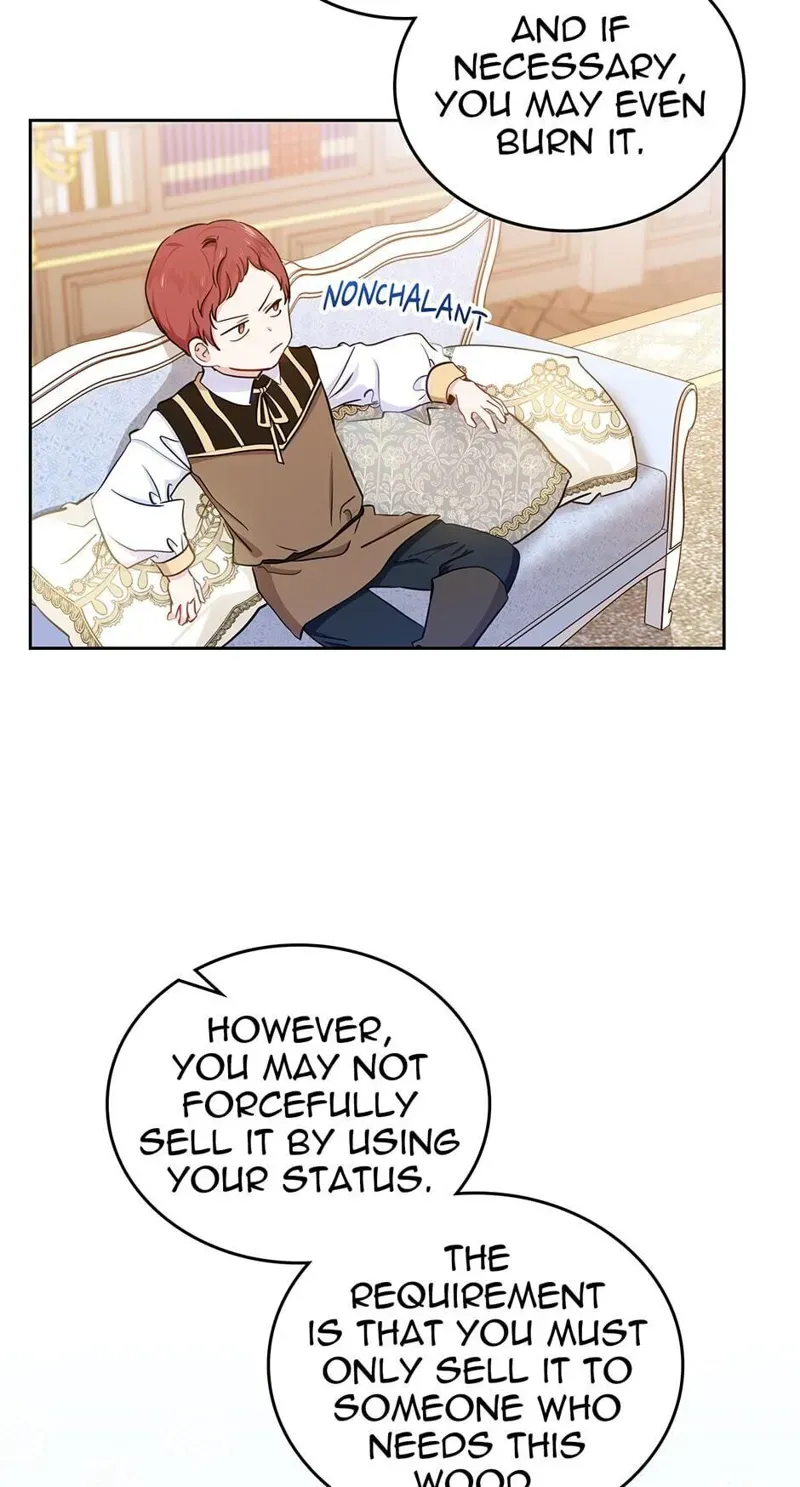 AND IF
NECESSARY,
YOU MAY EVEN
BURN IT.
NONCHALANT
HOWEVER,
YOU MAY NOT
FORCEFULLY
SELL IT BY USING
YOUR STATUS.
THE
REQUIREMENT
IS THAT YOU MUST
ONLY SELL IT TO
SOMEONE WHO
NEEDS THIS
WOOD